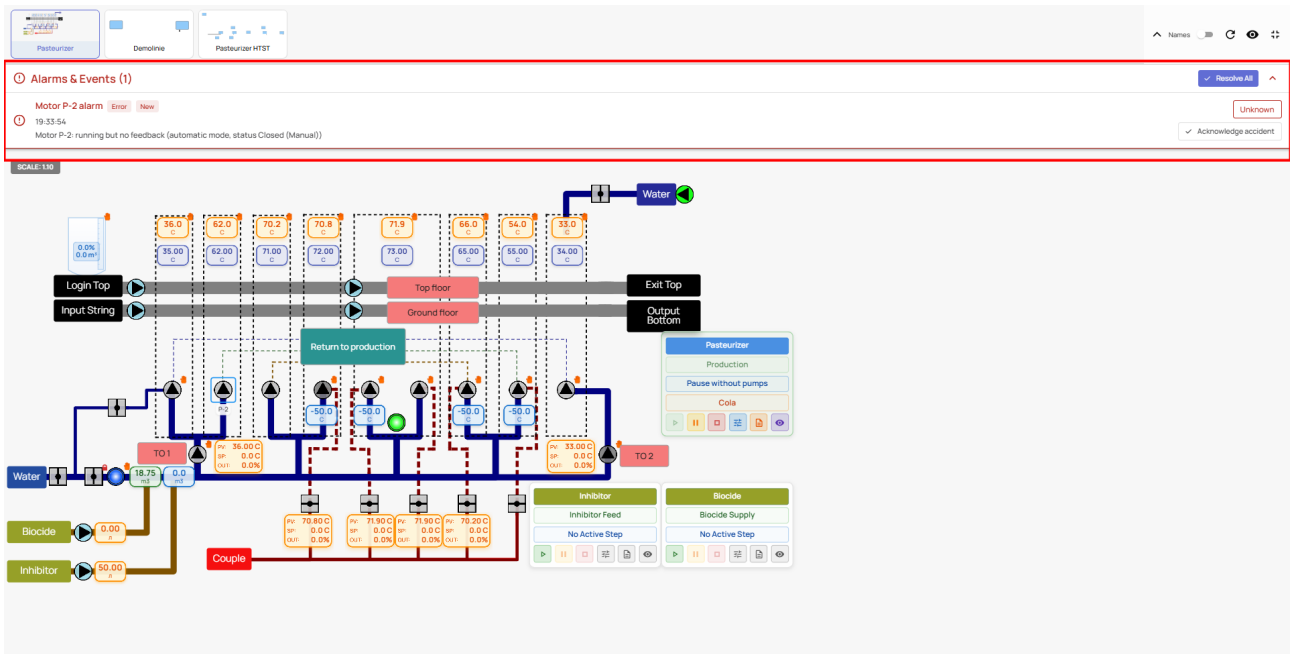 Pasteurizer
Demolinie
Pasteurizer HTST
Names
Alarms & Events (1)
Resolve All
Motor P-2 alarm Error New
19:33:54
Motor P-2: running but no feedback (automatic mode, status Closed (Manual))
Unknown
Acknowledge accident
SCALE: 1.10
Water
36.0 C
62.0 C
70.2 C
70.8 C
71.9 C
66.0 C
54.0 C
33.0 C
0.0%
0.0 m³
35.00 C
62.00 C
71.00 C
72.00 C
73.00 C
65.00 C
55.00 C
34.00 C
Login Top
Top floor
Exit Top
Input String
Ground floor
Output
Bottom
Return to production
Pasteurizer
Production
Pause without pumps
Cola
P-2
-50.0 C
-50.0 C
-50.0 C
-50.0 C
TO 1
PV: 36.00 C
SP: 0.0 C
OUT: 0.0%
PV: 33.00 C
SP: 0.0 C
OUT: 0.0%
TO 2
Water
18.75
m3
0.0
m3
Inhibitor
Inhibitor Feed
No Active Step
Biocide
Biocide Supply
No Active Step
PV: 70.80 C
SP: 0.0 C
OUT: 0.0%
PV: 71.90 C
SP: 0.0 C
OUT: 0.0%
PV: 71.90 C
SP: 0.0 C
OUT: 0.0%
PV: 70.20 C
SP: 0.0 C
OUT: 0.0%
Biocide
0.00
Couple
Inhibitor
50.00